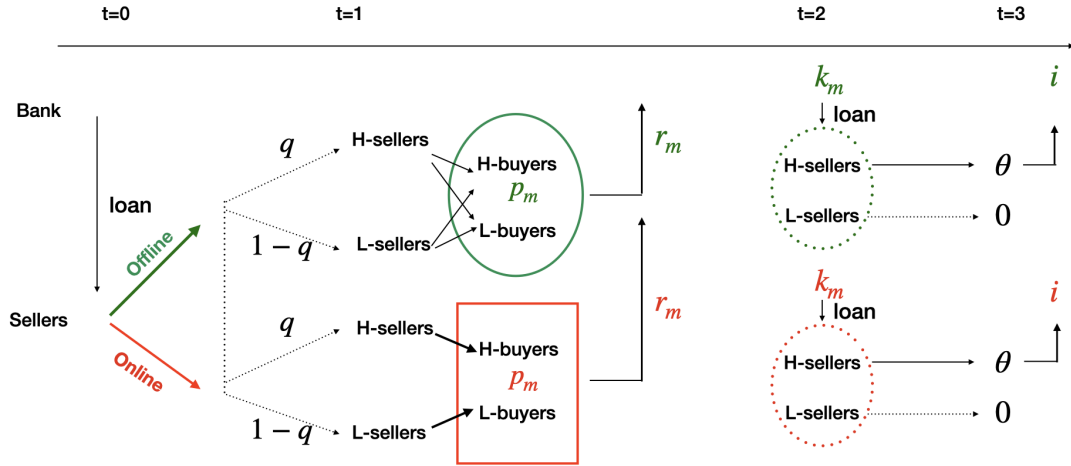 t=0 t=1 t=2 t=3
Bank
loan
Sellers
Offline
Online
q
1 − q
H-sellers
L-sellers
H-buyers
p_m
L-buyers
r_m
q
1 − q
H-sellers
L-sellers
H-buyers
p_m
L-buyers
r_m
k_m
loan
H-sellers
L-sellers
θ
0
i
k_m
loan
H-sellers
L-sellers
θ
0
i